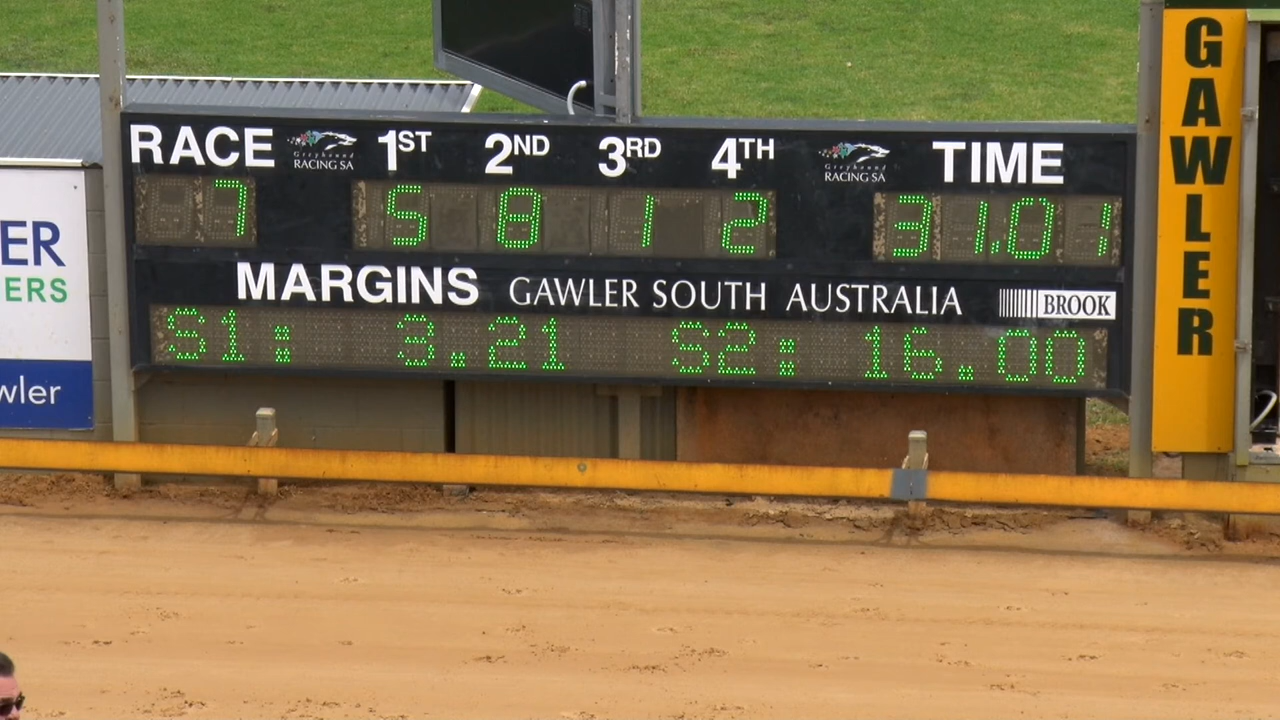 RACE Greyhound RACING SA 1ST 2ND 3RD 4TH Greyhound RACING SA TIME
7 5 8 1 2 31.01
MARGINS GAWLER SOUTH AUSTRALIA BROOK
S1: 3.21 S2: 16.00
GAWLER
ER
ERS
wler